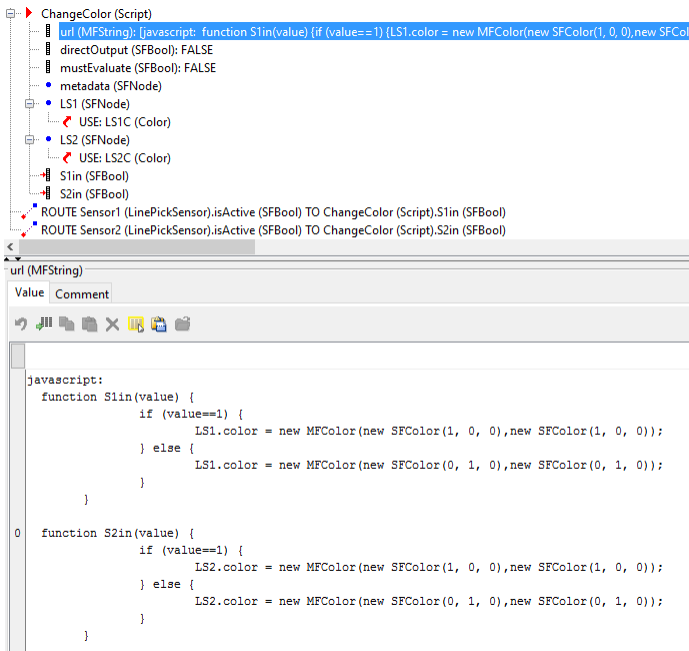 ChangeColor (Script)
url (MFString): [javascript:  function S1in(value) {if (value==1) {LS1.color = new MFColor(new SFColor(1, 0, 0),new SFColo
directOutput (SFBool): FALSE
mustEvaluate (SFBool): FALSE
metadata (SFNode)
LS1 (SFNode)
USE: LS1C (Color)
LS2 (SFNode)
USE: LS2C (Color)
S1in (SFBool)
S2in (SFBool)
ROUTE Sensor1 (LinePickSensor).isActive (SFBool) TO ChangeColor (Script).S1in (SFBool)
ROUTE Sensor2 (LinePickSensor).isActive (SFBool) TO ChangeColor (Script).S2in (SFBool)
url (MFString)
Value Comment
javascript:
function S1in(value) {
if (value==1) {
LS1.color = new MFColor(new SFColor(1, 0, 0),new SFColor(1, 0, 0));
} else {
LS1.color = new MFColor(new SFColor(0, 1, 0),new SFColor(0, 1, 0));
}
}
0 function S2in(value) {
if (value==1) {
LS2.color = new MFColor(new SFColor(1, 0, 0),new SFColor(1, 0, 0));
} else {
LS2.color = new MFColor(new SFColor(0, 1, 0),new SFColor(0, 1, 0));
}
}